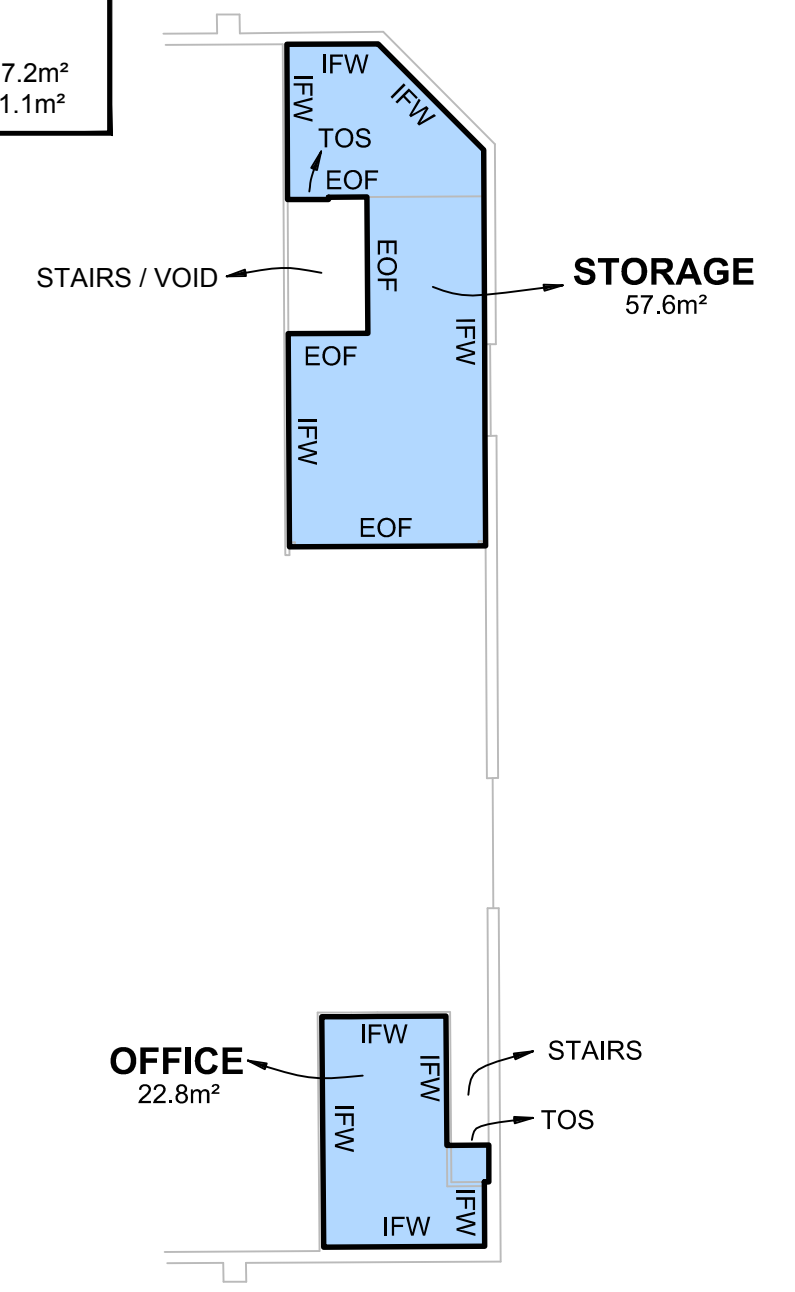 7.2m²
1.1m²
IFW
IFW
IFW
TOS
EOF
EOF
STAIRS / VOID
STORAGE
57.6m²
IFW
EOF
IFW
EOF
IFW
STAIRS
OFFICE
22.8m²
IFW
IFW
TOS
IFW
IFW